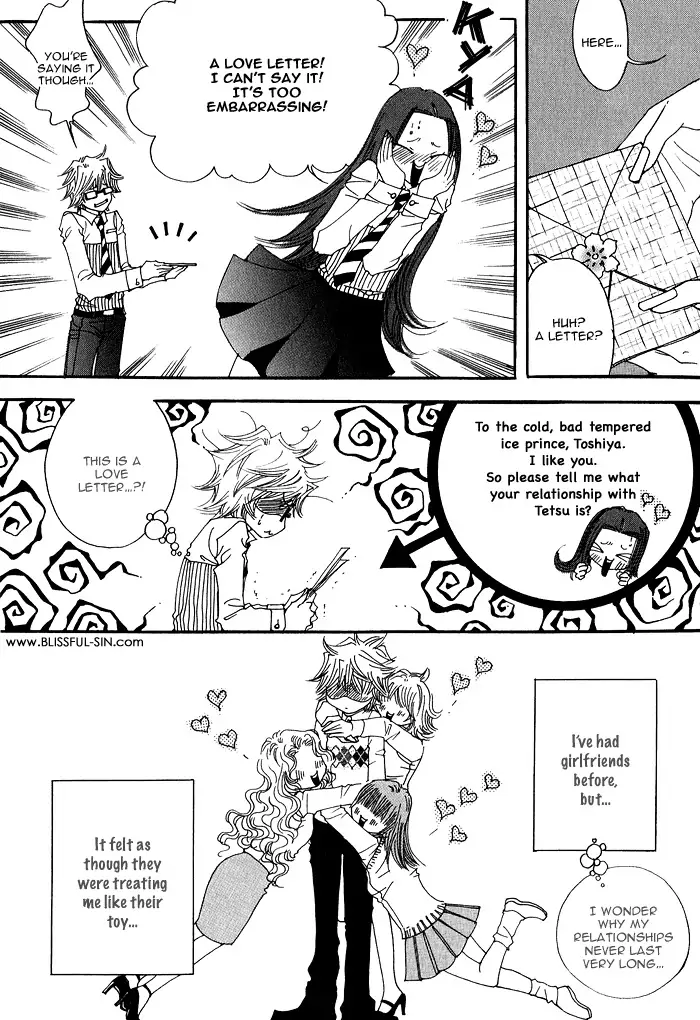 HERE...
HUH?
A LETTER?
KYA
A LOVE LETTER!
I CAN'T SAY IT!
IT'S TOO
EMBARRASSING!
YOU'RE
SAYING IT
THOUGH...
To the cold, bad tempered
ice prince, Toshiya.
I like you.
So please tell me what
your relationship with
Tetsu is?
THIS IS A
LOVE
LETTER...?!
www.BLISSFUL-SIN.com
I've had
girlfriends
before,
but...
I WONDER
WHY MY
RELATIONSHIPS
NEVER LAST
VERY LONG...
It felt as
though they
were treating
me like their
toy...